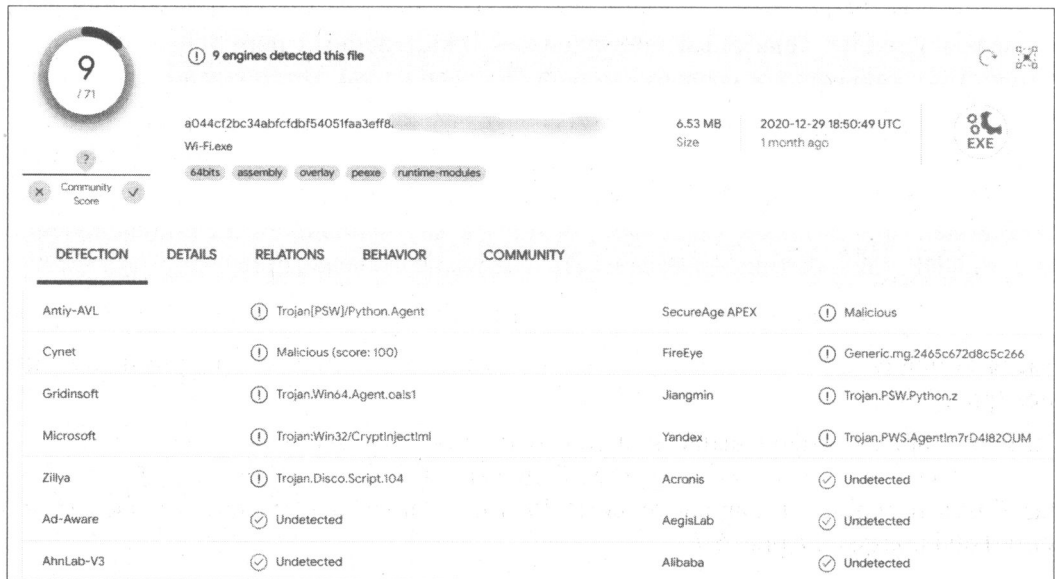 9
/ 71
9 engines detected this file
a044cf2bc34abfcfdbf54051faa3eff8
Wi-Fi.exe
64bits assembly overlay peexe runtime-modules
6.53 MB
Size
2020-12-29 18:50:49 UTC
1 month ago
EXE
?
Community
Score
DETECTION DETAILS RELATIONS BEHAVIOR COMMUNITY
Antiy-AVL Trojan[PSW]/Python.Agent SecureAge APEX Malicious
Cynet Malicious (score: 100) FireEye Generic.mg.2465c672d8c5c266
Gridinsoft Trojan.Win64.Agent.oa!s1 Jiangmin Trojan.PSW.Python.z
Microsoft Trojan:Win32/CryptInject!ml Yandex Trojan.PWS.Agent!m7rD4I82OUM
Zillya Trojan.Disco.Script.104 Acronis Undetected
Ad-Aware Undetected AegisLab Undetected
AhnLab-V3 Undetected Alibaba Undetected